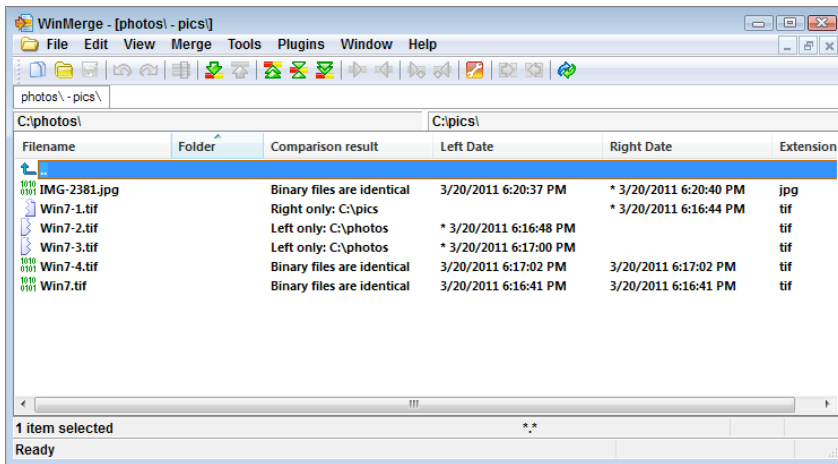 WinMerge - [photos\ - pics\]
File Edit View Merge Tools Plugins Window Help
photos\ - pics\
C:\photos\ C:\pics\
Filename Folder Comparison result Left Date Right Date Extension
..
1010 0101 IMG-2381.jpg Binary files are identical 3/20/2011 6:20:37 PM * 3/20/2011 6:20:40 PM jpg
Win7-1.tif Right only: C:\pics * 3/20/2011 6:16:44 PM tif
Win7-2.tif Left only: C:\photos * 3/20/2011 6:16:48 PM tif
Win7-3.tif Left only: C:\photos * 3/20/2011 6:17:00 PM tif
1010 0101 Win7-4.tif Binary files are identical 3/20/2011 6:17:02 PM 3/20/2011 6:17:02 PM tif
1010 0101 Win7.tif Binary files are identical 3/20/2011 6:16:41 PM 3/20/2011 6:16:41 PM tif
1 item selected *.*
Ready